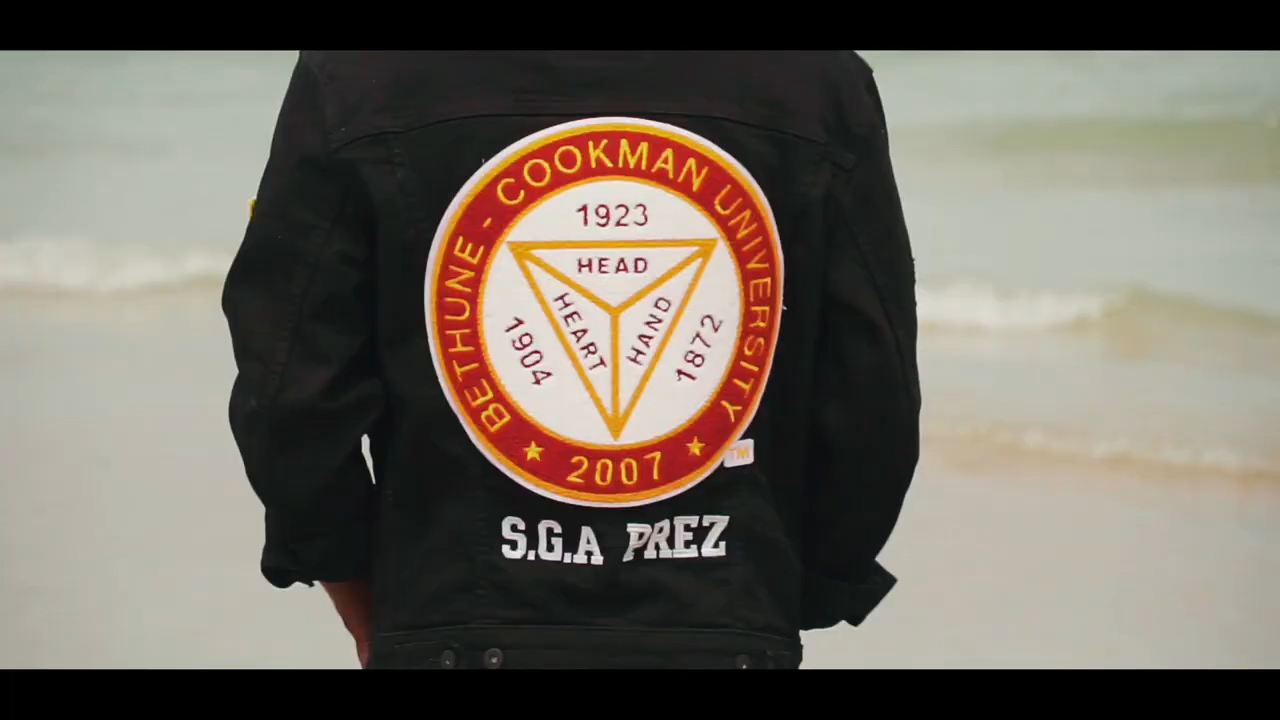 BETHUNE - COOKMAN UNIVERSITY
1923
HEAD
HEART
HAND
1904
1872
★ 2007 ★
TM
S.G.A PREZ